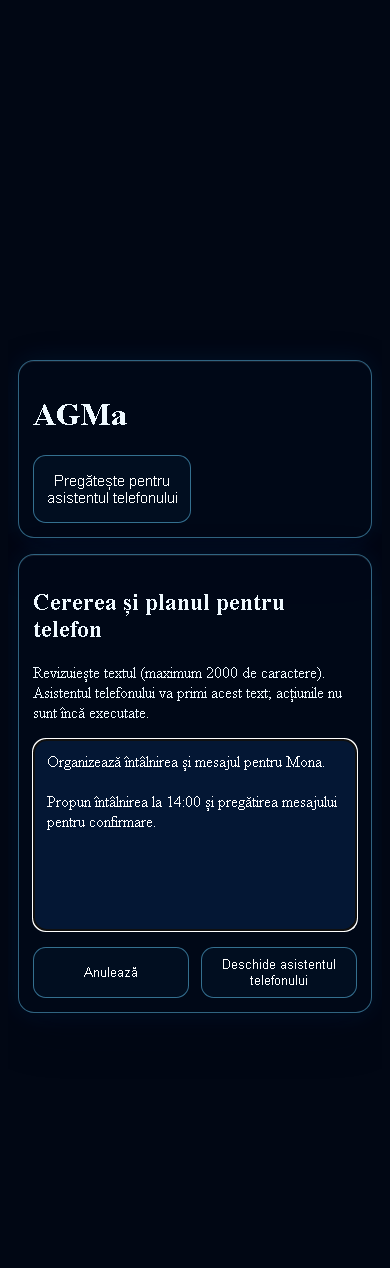 AGMa
Pregătește pentru
asistentul telefonului
Cererea și planul pentru
telefon
Revizuiește textul (maximum 2000 de caractere).
Asistentul telefonului va primi acest text; acțiunile nu
sunt încă executate.
Organizează întâlnirea și mesajul pentru Mona.
Propun întâlnirea la 14:00 și pregătirea mesajului
pentru confirmare.
Anulează
Deschide asistentul
telefonului